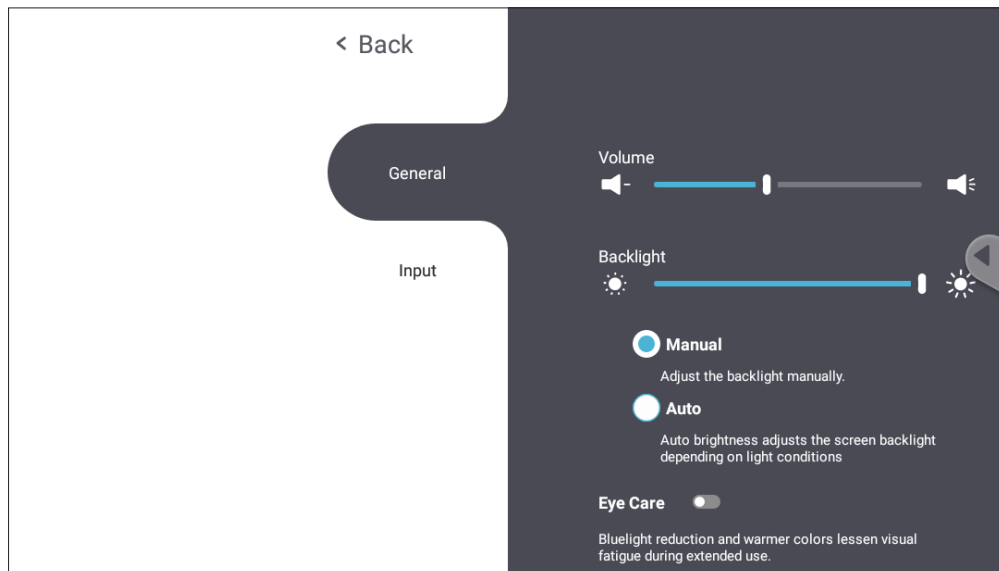 < Back
General
Input
Volume
Backlight
Manual
Adjust the backlight manually.
Auto
Auto brightness adjusts the screen backlight
depending on light conditions
Eye Care
Bluelight reduction and warmer colors lessen visual
fatigue during extended use.